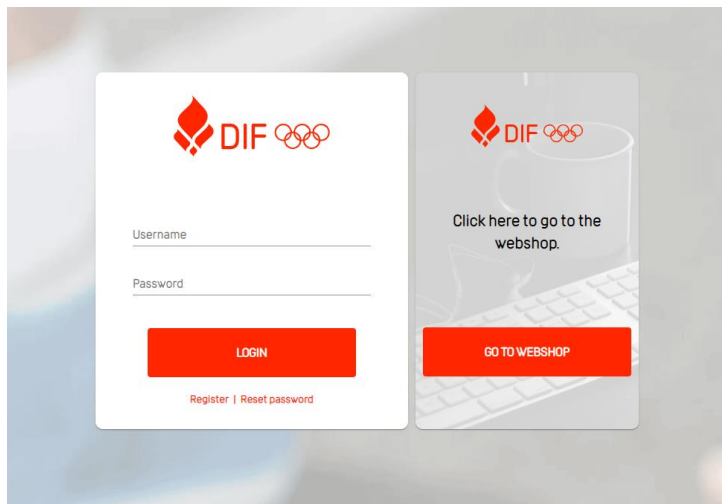 DIF
Username
Password
LOGIN
Register | Reset password
DIF
Click here to go to the
webshop.
GO TO WEBSHOP